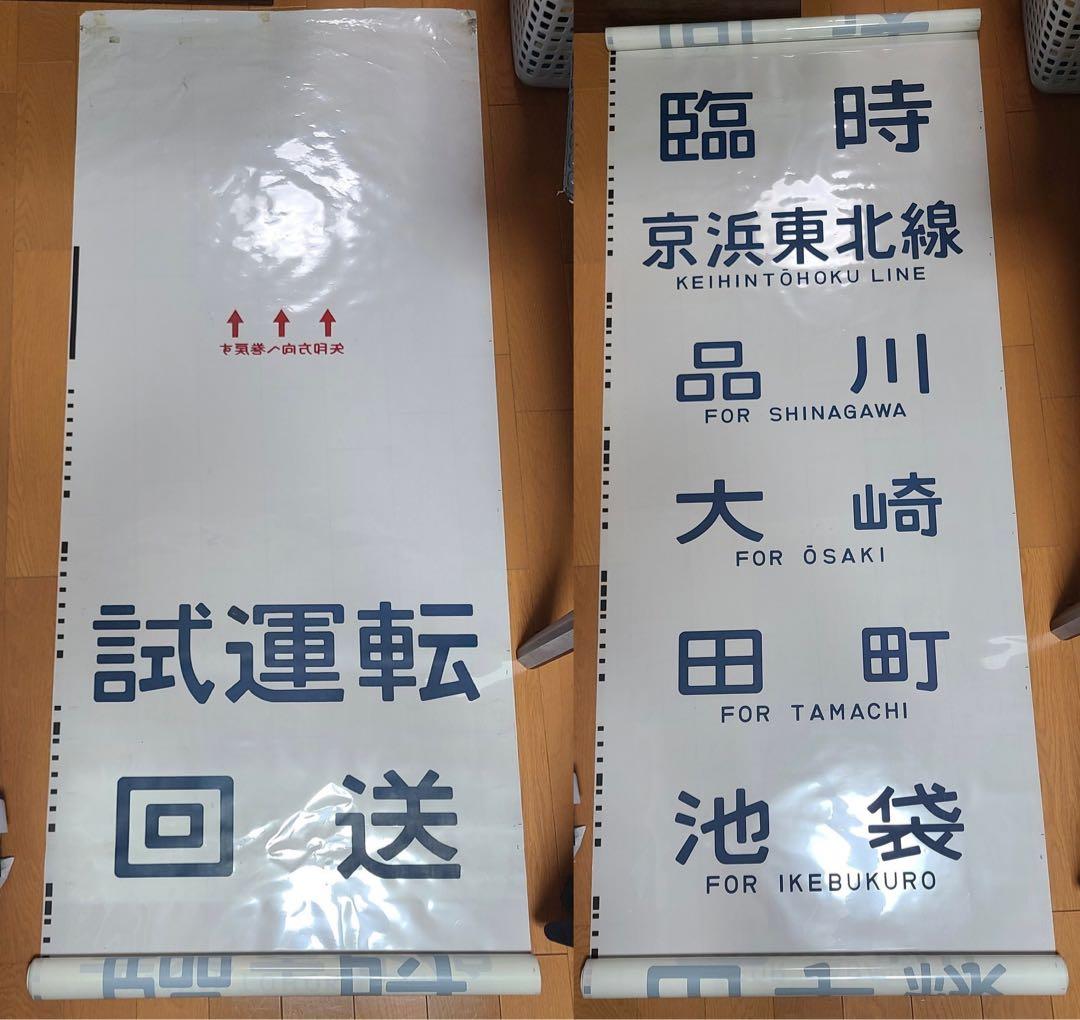 矢印方向へ巻戻す
試運転
回送
臨時
京浜東北線
KEIHINTŌHOKU LINE
品川
FOR SHINAGAWA
大崎
FOR ŌSAKI
田町
FOR TAMACHI
池袋
FOR IKEBUKURO